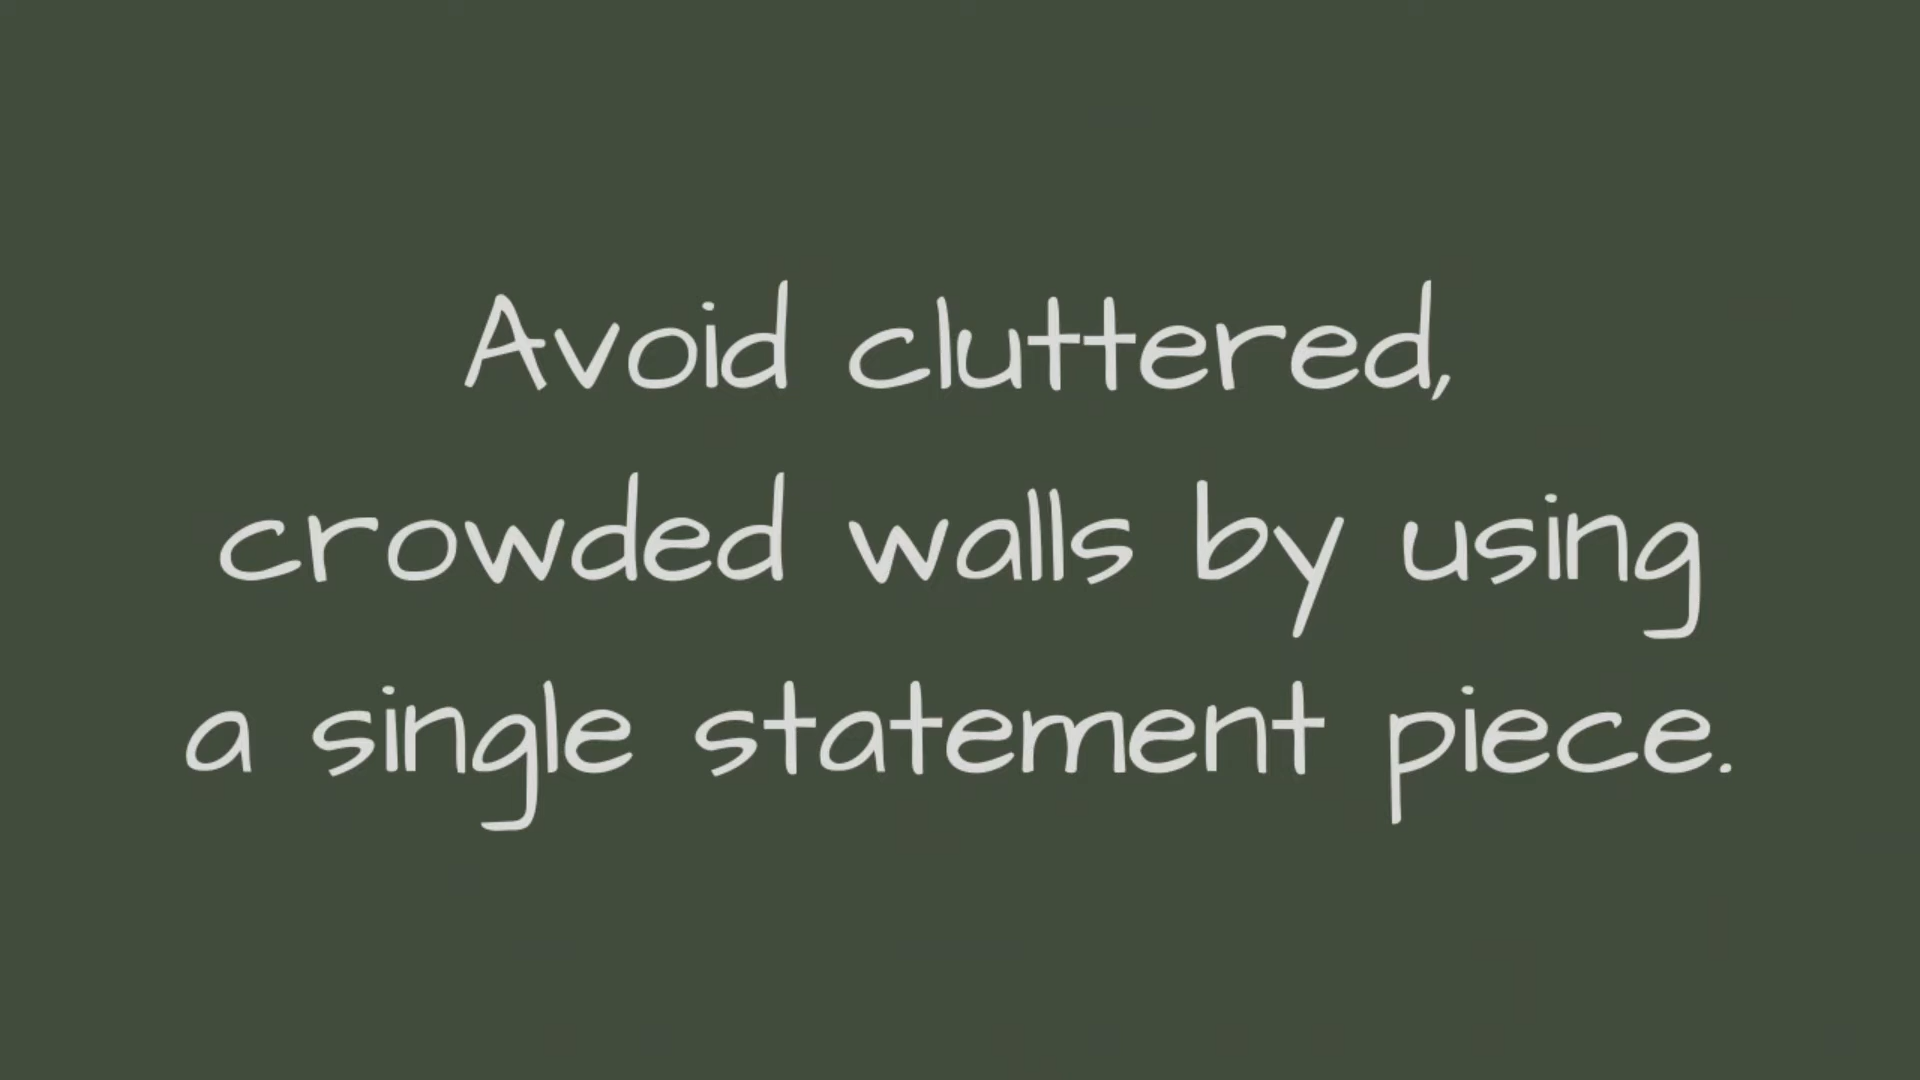 Avoid cluttered,
crowded walls by using
a single statement piece.